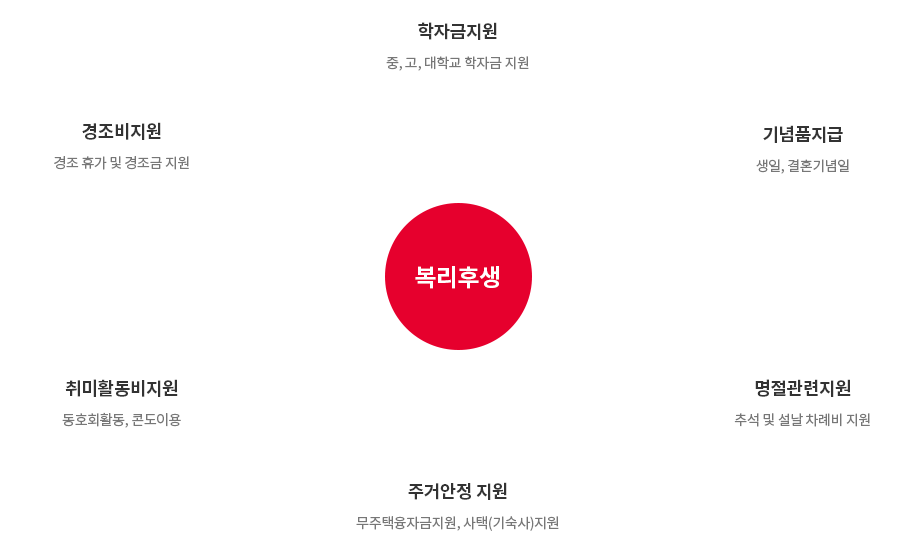 학자금지원
중, 고, 대학교 학자금 지원
경조비지원
경조 휴가 및 경조금 지원
기념품지급
생일, 결혼기념일
복리후생
취미활동비지원
동호회활동, 콘도이용
명절관련지원
추석 및 설날 차례비 지원
주거안정 지원
무주택융자금지원, 사택(기숙사)지원